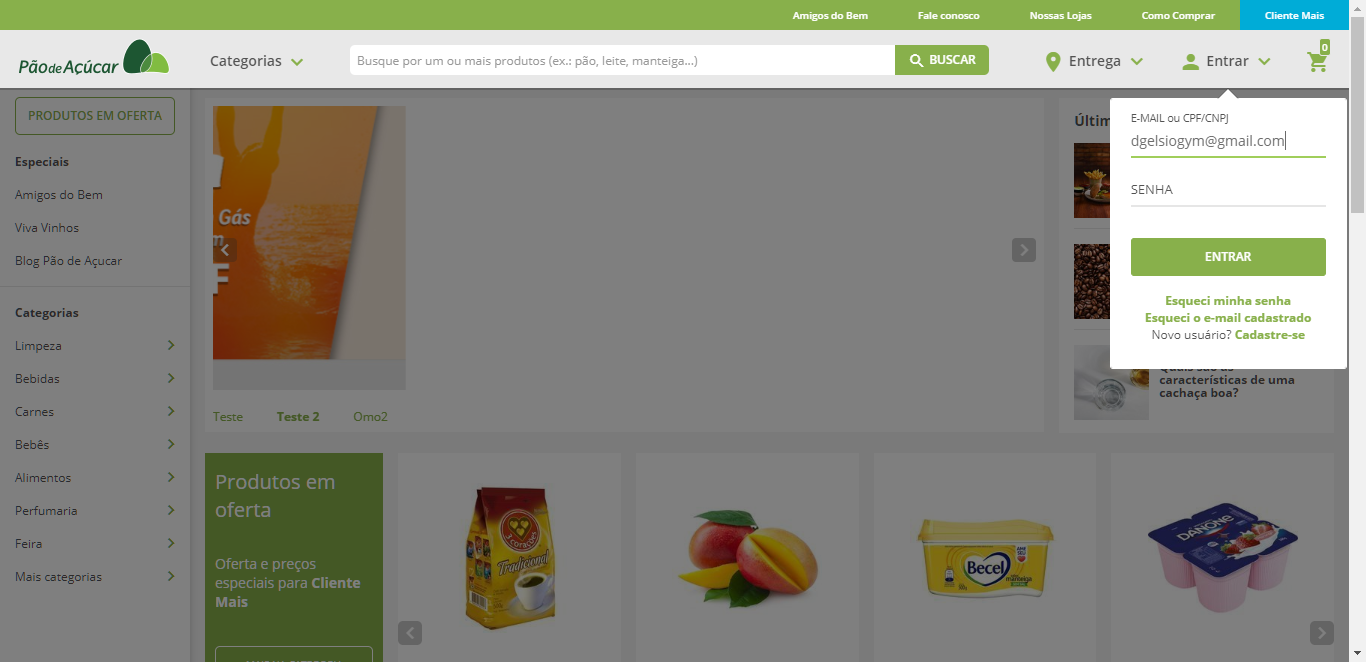 Amigos do Bem
Fale conosco
Nossas Lojas
Como Comprar
Cliente Mais
PãodeAçúcar
Categorias
Busque por um ou mais produtos (ex.: pão, leite, manteiga...)
BUSCAR
Entrega
Entrar
0
PRODUTOS EM OFERTA
Especiais
Amigos do Bem
Viva Vinhos
Blog Pão de Açucar
Categorias
Limpeza
Bebidas
Carnes
Bebês
Alimentos
Perfumaria
Feira
Mais categorias
Gás
Teste
Teste 2
Omo2
E-MAIL ou CPF/CNPJ
dgelsiogym@gmail.com
SENHA
ENTRAR
Esqueci minha senha
Esqueci o e-mail cadastrado
Novo usuário? Cadastre-se
características de uma
cachaça boa?
Produtos em
oferta
Oferta e preços
especiais para Cliente
Mais
3 corações
Tradicional
Becel
manteiga
DANONE